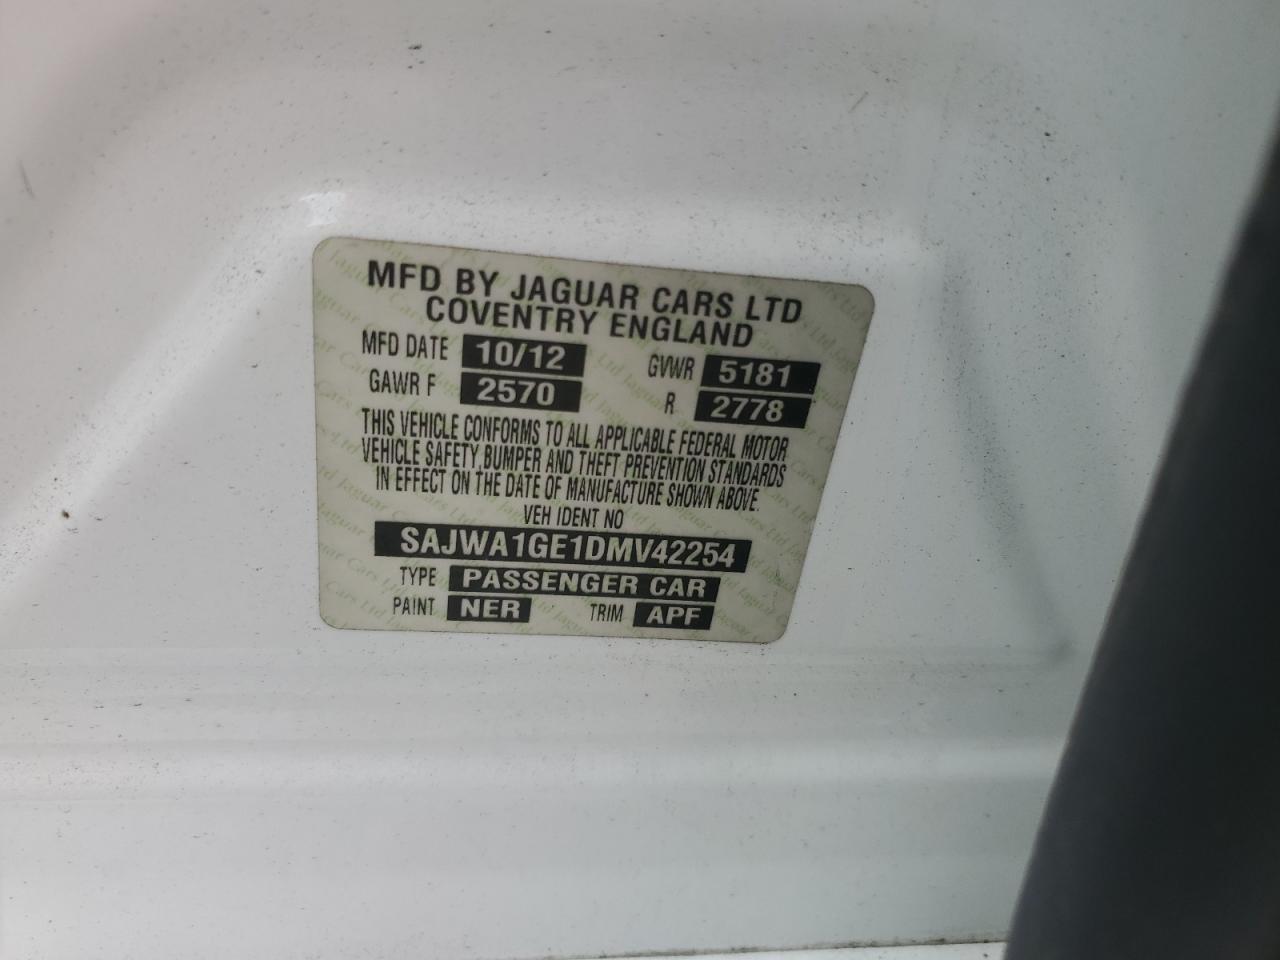 MFD BY JAGUAR CARS LTD
COVENTRY ENGLAND
MFD DATE 10/12 GVWR 5181
GAWR F 2570 R 2778
THIS VEHICLE CONFORMS TO ALL APPLICABLE FEDERAL MOTOR
VEHICLE SAFETY, BUMPER AND THEFT PREVENTION STANDARDS
IN EFFECT ON THE DATE OF MANUFACTURE SHOWN ABOVE.
VEH IDENT NO
SAJWA1GE1DMV42254
TYPE PASSENGER CAR
PAINT NER TRIM APF